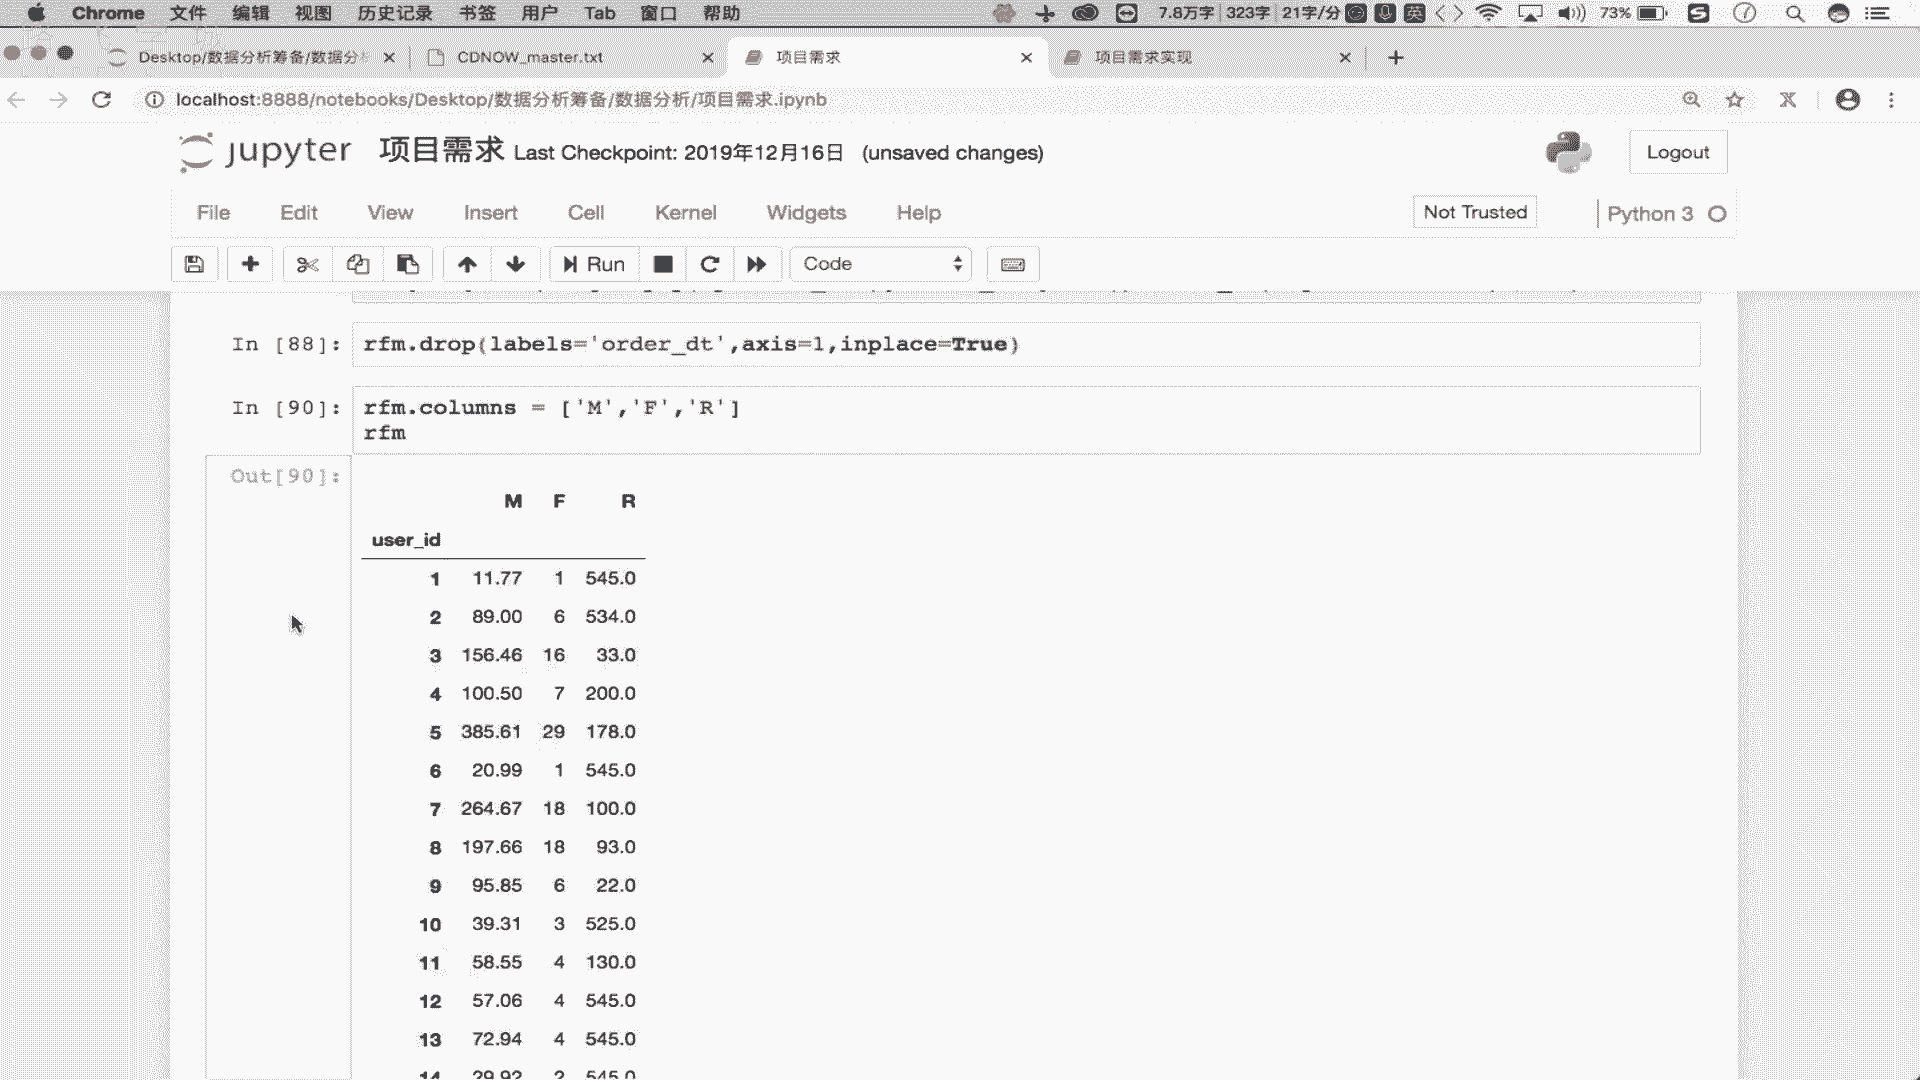 Chrome 文件 编辑 视图 历史记录 书签 用户 Tab 窗口 帮助 7.8万字 323字 21字/分 英 73%
Desktop/数据分析筹备/数据分 CDNOW_master.txt 项目需求 项目需求实现
localhost:8888/notebooks/Desktop/数据分析筹备/数据分析/项目需求.ipynb
jupyter 项目需求 Last Checkpoint: 2019年12月16日 (unsaved changes) Logout
File Edit View Insert Cell Kernel Widgets Help Not Trusted Python 3
Run Code
In [88]: rfm.drop(labels='order_dt',axis=1,inplace=True)
In [90]: rfm.columns = ['M','F','R']
rfm
Out[90]:
M F R
user_id
1 11.77 1 545.0
2 89.00 6 534.0
3 156.46 16 33.0
4 100.50 7 200.0
5 385.61 29 178.0
6 20.99 1 545.0
7 264.67 18 100.0
8 197.66 18 93.0
9 95.85 6 22.0
10 39.31 3 525.0
11 58.55 4 130.0
12 57.06 4 545.0
13 72.94 4 545.0
14 29.92 2 545.0